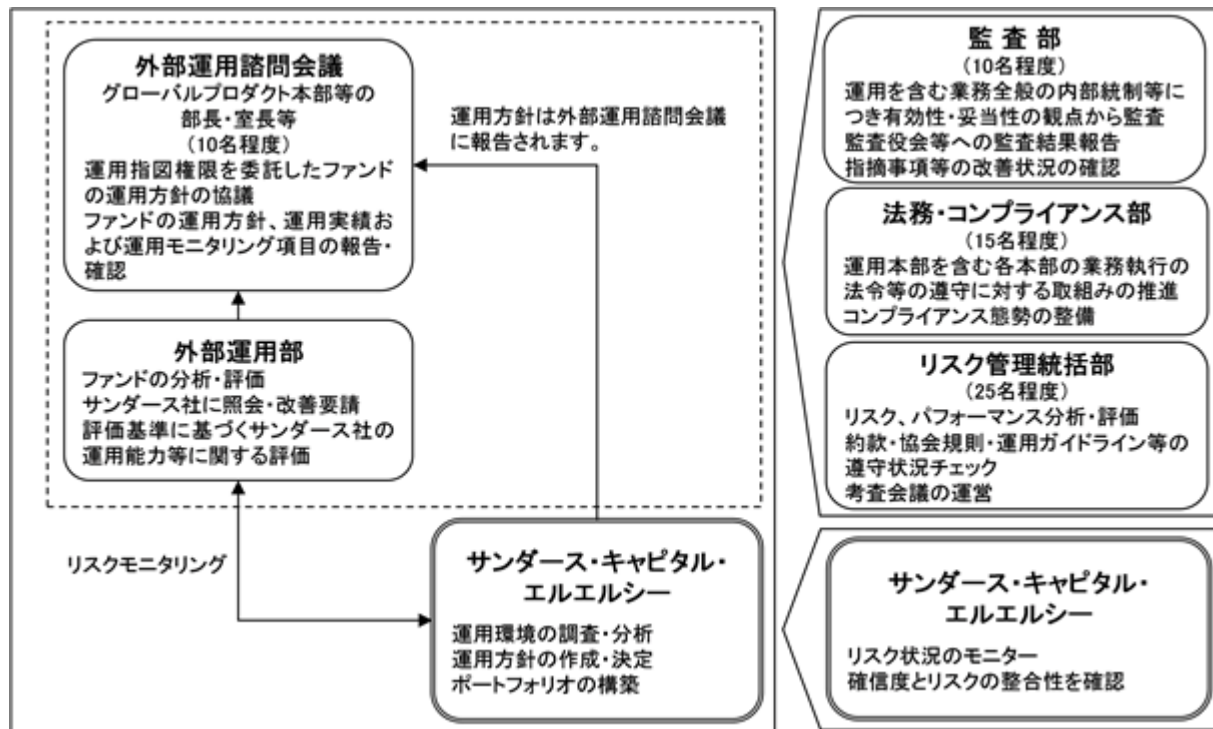 外部運用諮問会議
グローバルプロダクト本部等の
部長・室長等
（10名程度）
運用指図権限を委託したファンド
の運用方針の協議
ファンドの運用方針、運用実績お
よび運用モニタリング項目の報告・
確認
運用方針は外部運用諮問会議
に報告されます。
外部運用部
ファンドの分析・評価
サンダース社に照会・改善要請
評価基準に基づくサンダース社の
運用能力等に関する評価
リスクモニタリング
サンダース・キャピタル・
エルエルシー
運用環境の調査・分析
運用方針の作成・決定
ポートフォリオの構築
監 査 部
（10名程度）
運用を含む業務全般の内部統制等に
つき有効性・妥当性の観点から監査
監査役会等への監査結果報告
指摘事項等の改善状況の確認
法務・コンプライアンス部
（15名程度）
運用本部を含む各本部の業務執行の
法令等の遵守に対する取組みの推進
コンプライアンス態勢の整備
リスク管理統括部
（25名程度）
リスク、パフォーマンス分析・評価
約款・協会規則・運用ガイドライン等の
遵守状況チェック
考査会議の運営
サンダース・キャピタル・
エルエルシー
リスク状況のモニター
確信度とリスクの整合性を確認